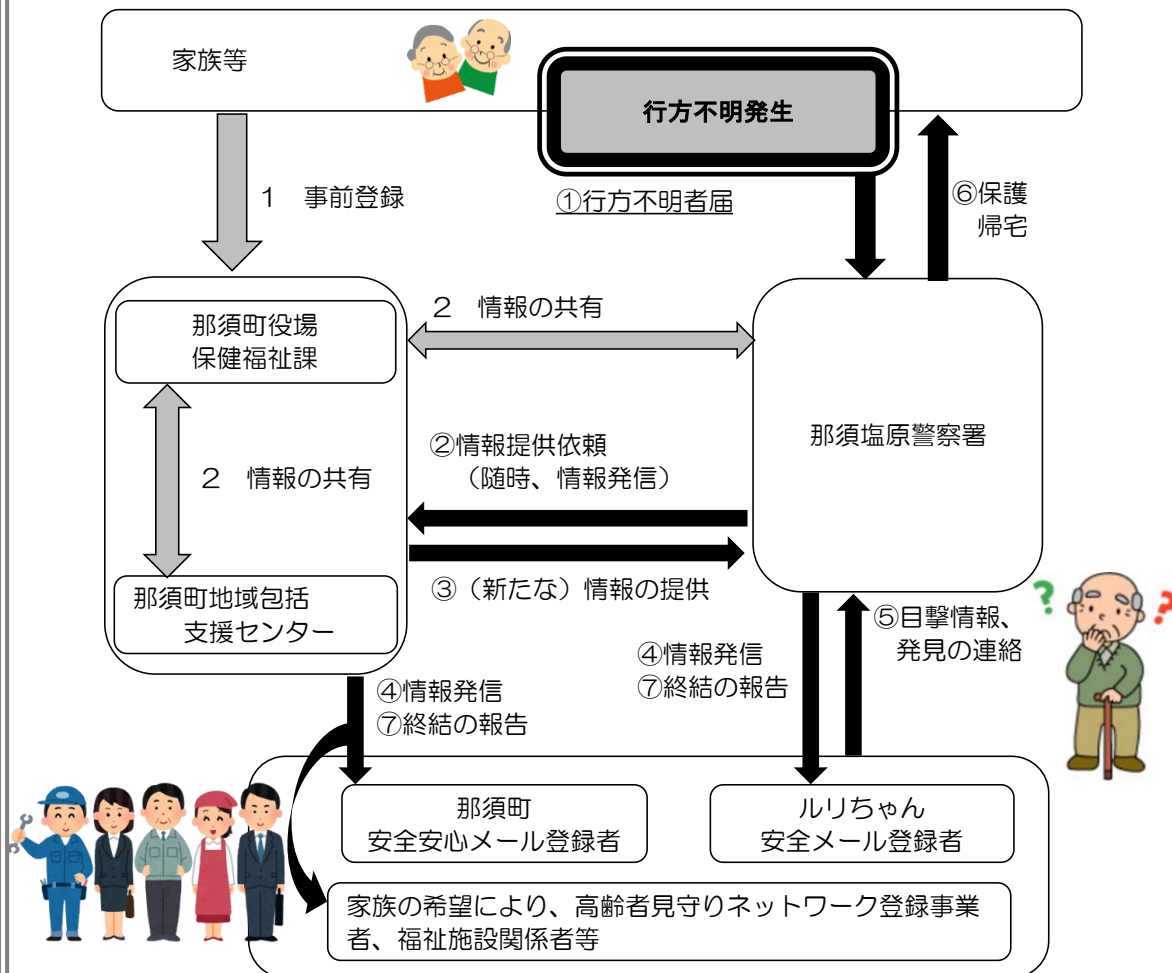 家族等
行方不明発生
1　事前登録
①行方不明者届
⑥保護
帰宅
那須町役場
保健福祉課
2　情報の共有
那須塩原警察署
2　情報の共有
②情報提供依頼
（随時、情報発信）
③（新たな）情報の提供
那須町地域包括
支援センター
④情報発信
⑦終結の報告
④情報発信
⑦終結の報告
⑤目撃情報、
発見の連絡
？
？
那須町
安全安心メール登録者
ルリちゃん
安全メール登録者
家族の希望により、高齢者見守りネットワーク登録事業
者、福祉施設関係者等